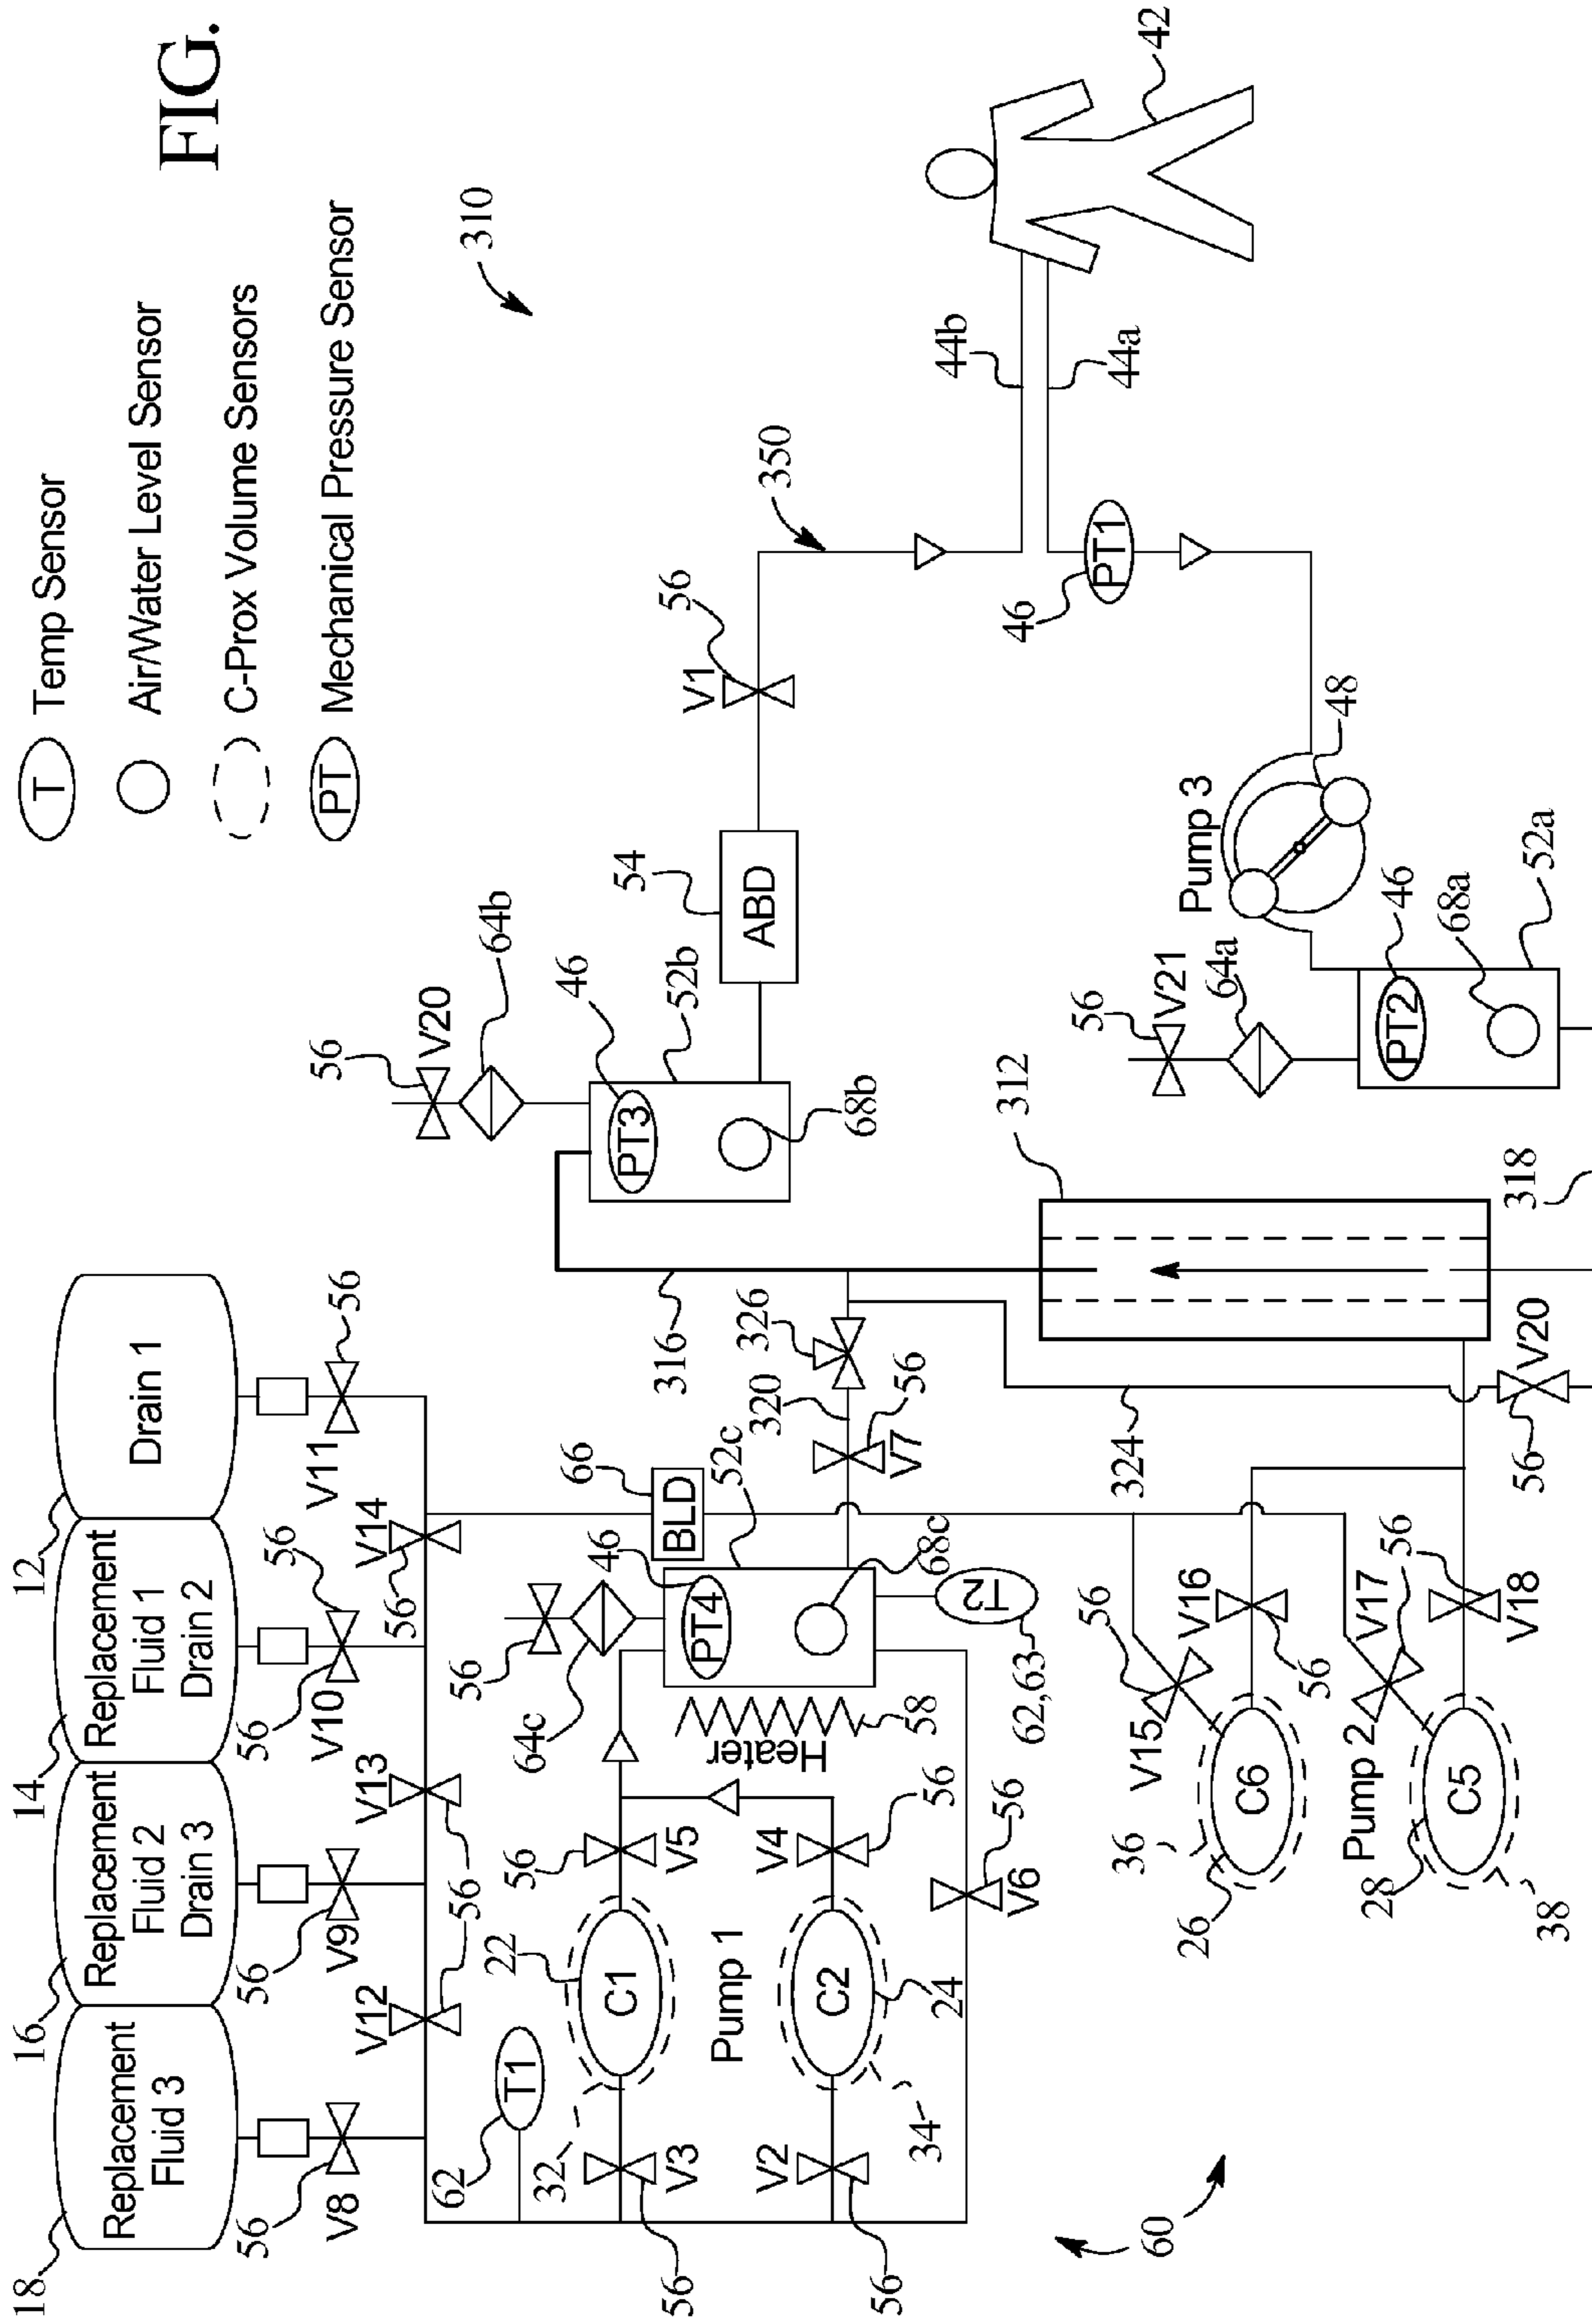 18
16
14
12
T Temp Sensor
Air/Water Level Sensor
C-Prox Volume Sensors
PT Mechanical Pressure Sensor
FIG.
Replacement
Fluid 3
Replacement
Fluid 2
Drain 3
Replacement
Fluid 1
Drain 2
Drain 1
56
V8
56
V9
56
V10
56
V11
56
V12
56
V13
56
V14
56
62
T1
32
V3
56
22
C1
56
V5
Pump 1
V2
56
34
C2
24
V4
56
V6
56
64c
56
46
PT4
Heater
58
68c
T2
62,63
66
BLD
52c
V7
56
320
326
316
56
V20
64b
46
PT3
52b
68b
54
ABD
V1
56
350
310
44b
44a
42
46
PT1
Pump 3
48
56
V21
64a
46
PT2
68a
52a
312
318
324
V20
56
V15
56
36
C6
26
V16
56
Pump 2
V17
56
28
C5
38
V18
60